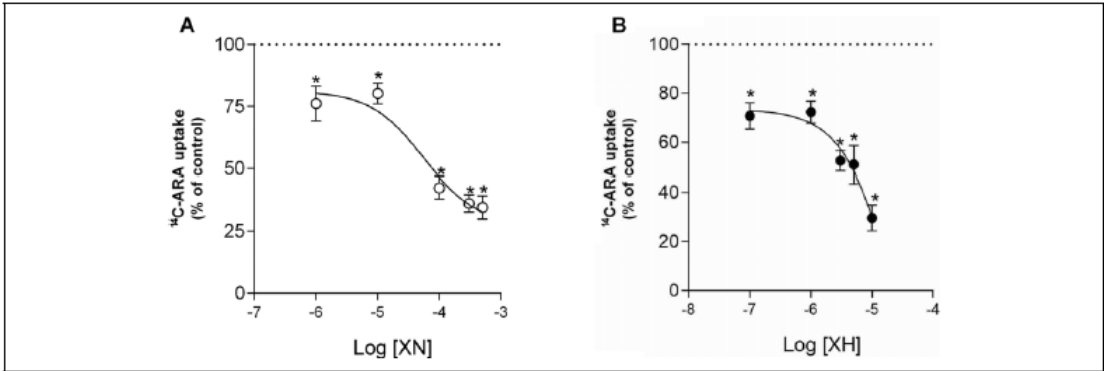 A
100
75
50
25
0
-7 -6 -5 -4 -3
¹⁴C-ARA uptake
(% of control)
Log [XN]
* * * * *
B
100
80
60
40
20
0
-8 -7 -6 -5 -4
¹⁴C-ARA uptake
(% of control)
Log [XH]
* * * * *